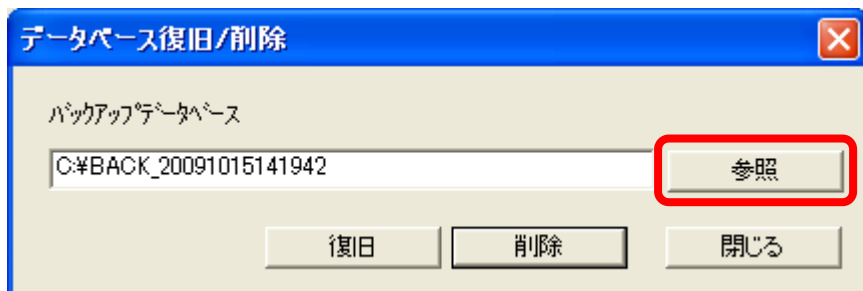 データベース復旧/削除
ﾊﾞｯｸｱｯﾌﾟﾃﾞｰﾀﾍﾞｰｽ
C:¥BACK_20091015141942
参照
復旧
削除
閉じる